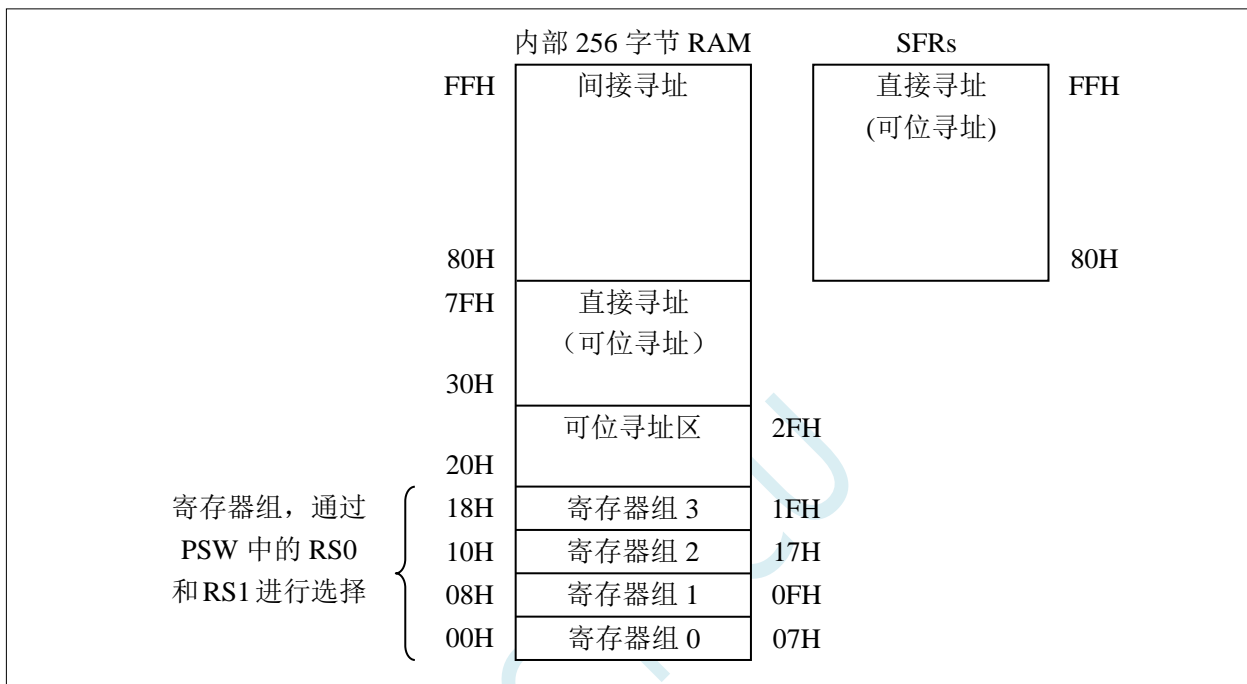 内部 256 字节 RAM SFRs
FFH 间接寻址 直接寻址 FFH
(可位寻址)
80H 80H
7FH 直接寻址
（可位寻址）
30H
可位寻址区 2FH
20H
寄存器组，通过 18H 寄存器组 3 1FH
PSW 中的 RS0 10H 寄存器组 2 17H
和 RS1 进行选择 08H 寄存器组 1 0FH
00H 寄存器组 0 07H